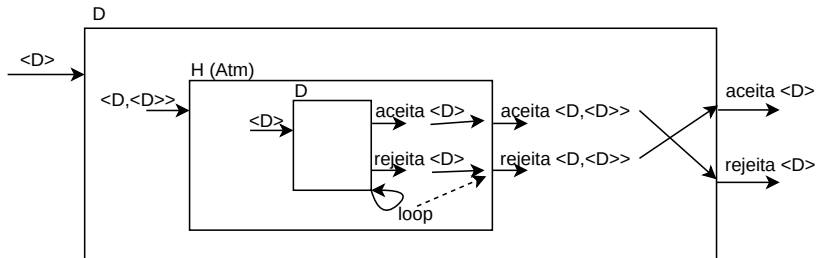 D
<D>
H (Atm)
<D,<D>>
D
<D>
aceita <D>
rejeita <D>
loop
aceita <D,<D>>
rejeita <D,<D>>
aceita <D>
rejeita <D>